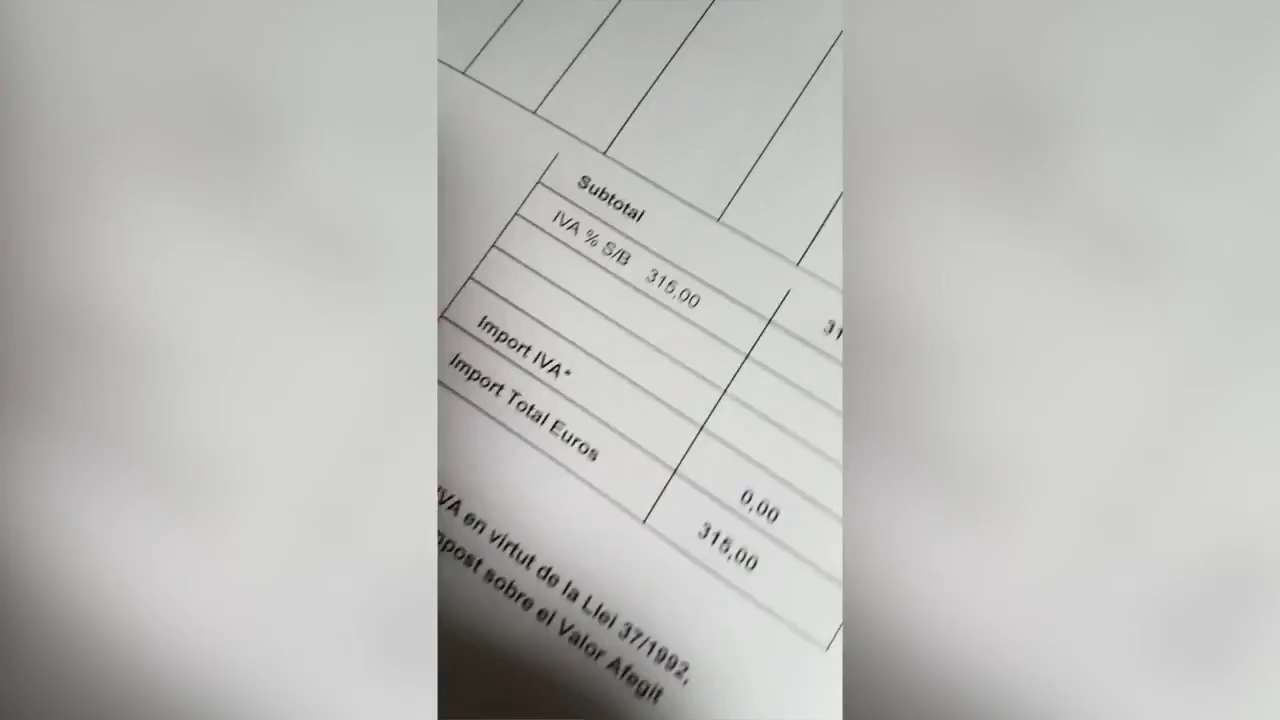 Subtotal
IVA % S/B 315,00
Import IVA* 0,00
Import Total Euros 315,00
IVA en virtut de la Llei 37/1992,
sobre el Valor Afegit